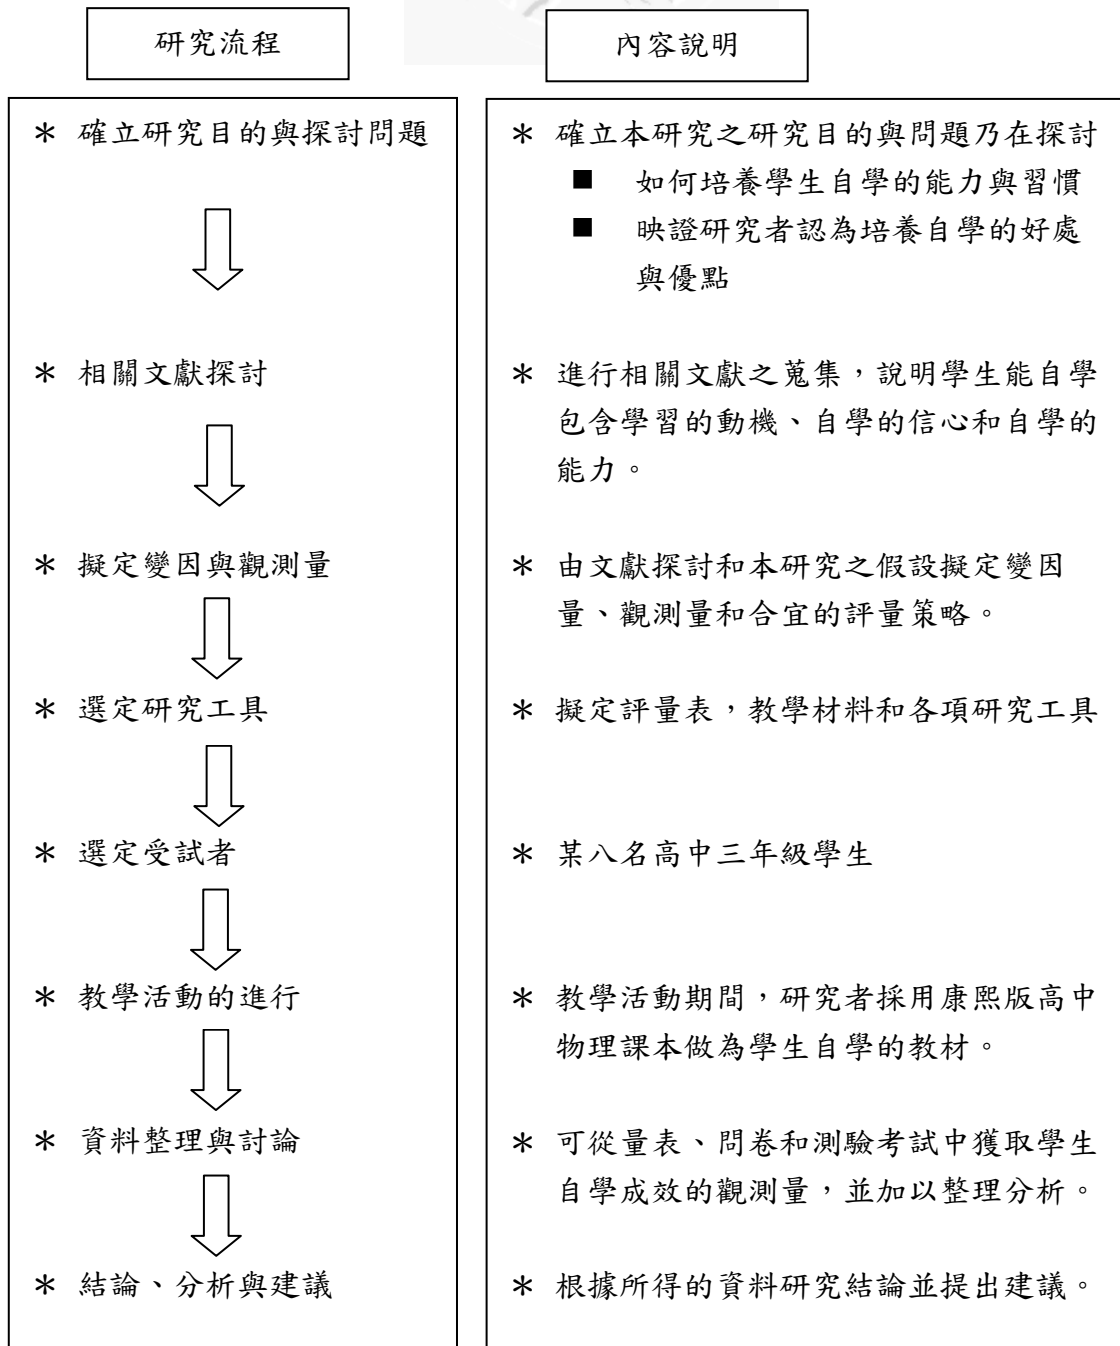 研究流程
內容說明
＊ 確立研究目的與探討問題
＊ 相關文獻探討
＊ 擬定變因與觀測量
＊ 選定研究工具
＊ 選定受試者
＊ 教學活動的進行
＊ 資料整理與討論
＊ 結論、分析與建議
＊ 確立本研究之研究目的與問題乃在探討
■ 如何培養學生自學的能力與習慣
■ 映證研究者認為培養自學的好處
與優點
＊ 進行相關文獻之蒐集，說明學生能自學
包含學習的動機、自學的信心和自學的
能力。
＊ 由文獻探討和本研究之假設擬定變因
量、觀測量和合宜的評量策略。
＊ 擬定評量表，教學材料和各項研究工具
＊ 某八名高中三年級學生
＊ 教學活動期間，研究者採用康熙版高中
物理課本做為學生自學的教材。
＊ 可從量表、問卷和測驗考試中獲取學生
自學成效的觀測量，並加以整理分析。
＊ 根據所得的資料研究結論並提出建議。